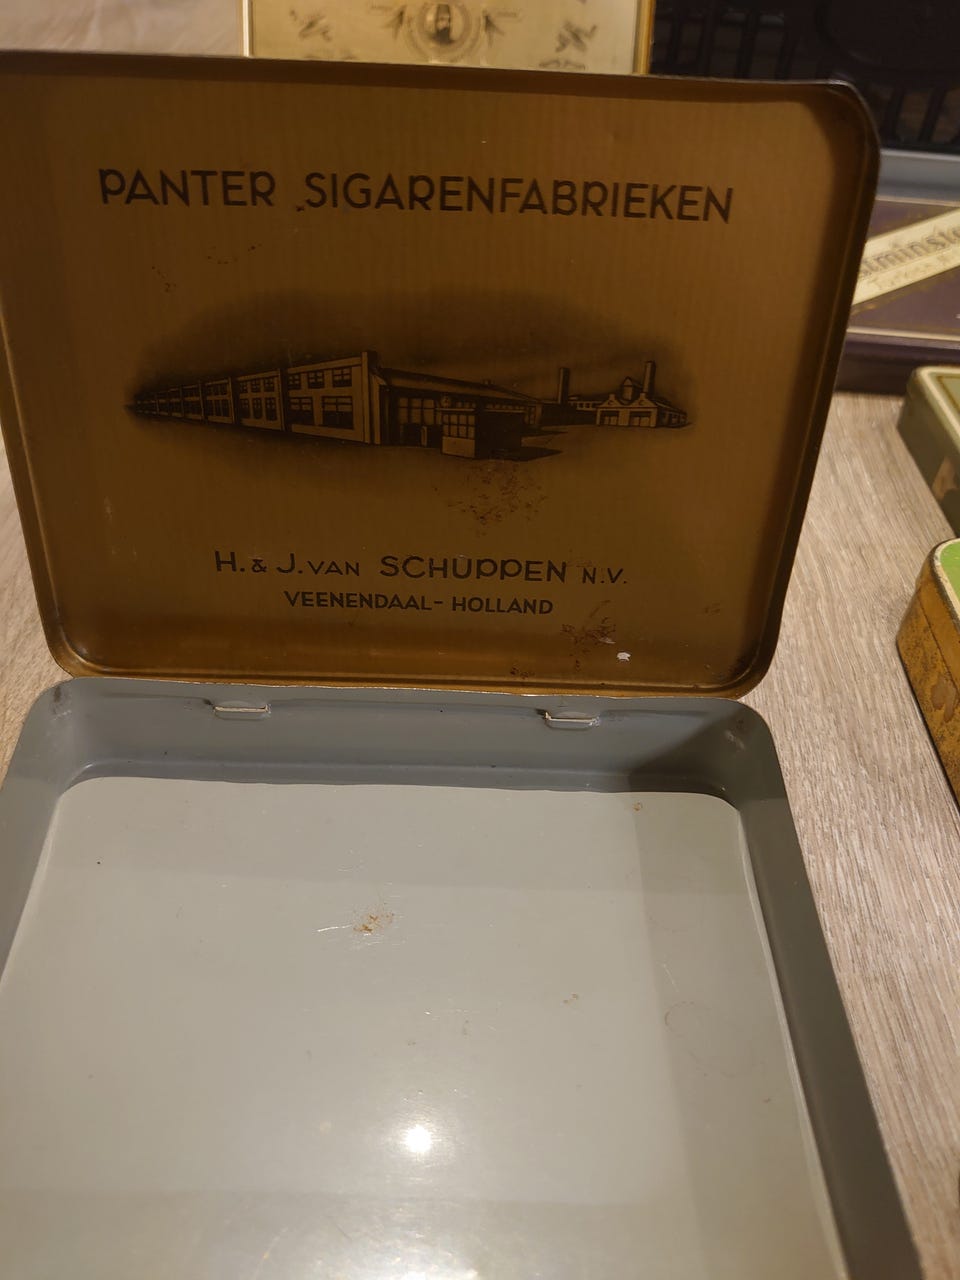 PANTER SIGARENFABRIEKEN
H. & J. VAN SCHUPPEN N.V.
VEENENDAAL - HOLLAND